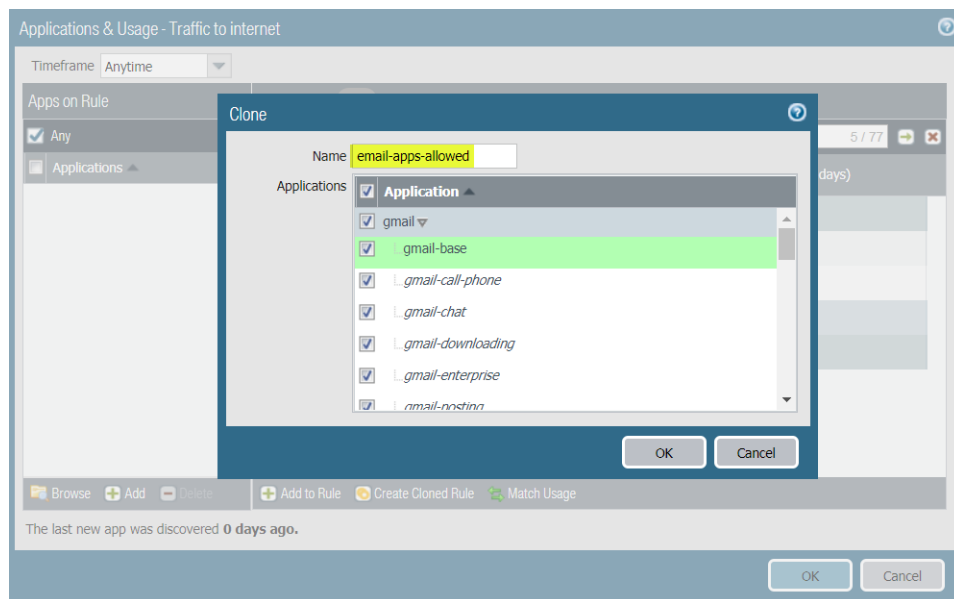 Applications & Usage - Traffic to internet
Timeframe Anytime
Apps on Rule
Any
5 / 77
Applications
days)
Clone
Name email-apps-allowed
Applications
Application
gmail
gmail-base
gmail-call-phone
gmail-chat
gmail-downloading
gmail-enterprise
gmail-posting
OK Cancel
Browse Add Delete Add to Rule Create Cloned Rule Match Usage
The last new app was discovered 0 days ago.
OK Cancel